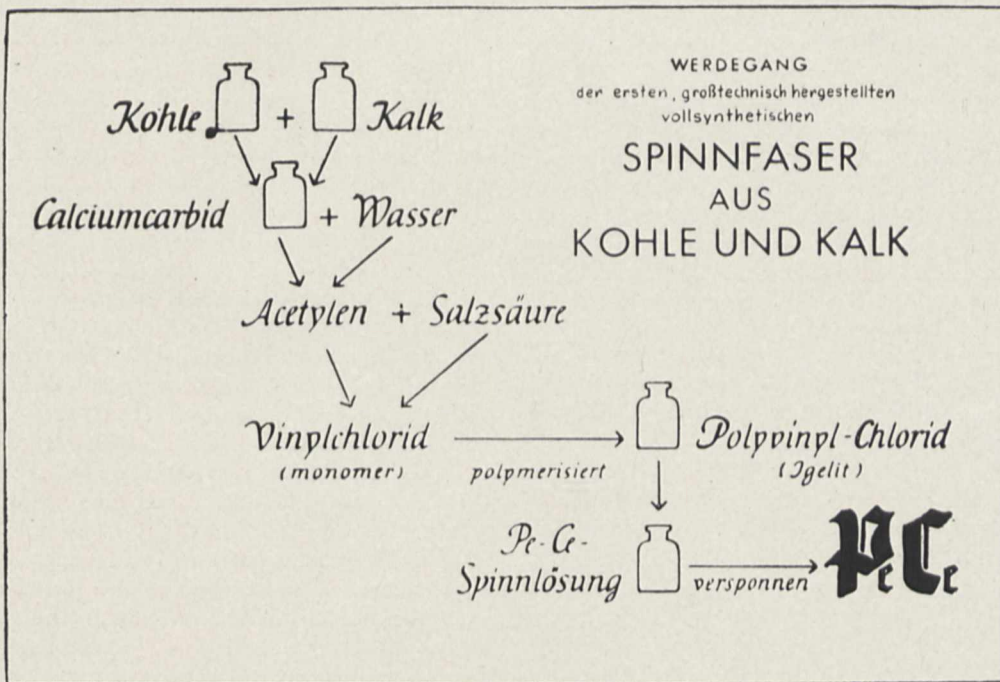 WERDEGANG
der ersten, großtechnisch hergestellten
vollsynthetischen
SPINNFASER
AUS
KOHLE UND KALK
Kohle + Kalk
Calciumcarbid + Wasser
Acetylen + Salzsäure
Vinylchlorid
(monomer)
polymerisiert
Polyvinyl-Chlorid
(Igelit)
Pe-Ce-
Spinnlösung
versponnen
PeCe